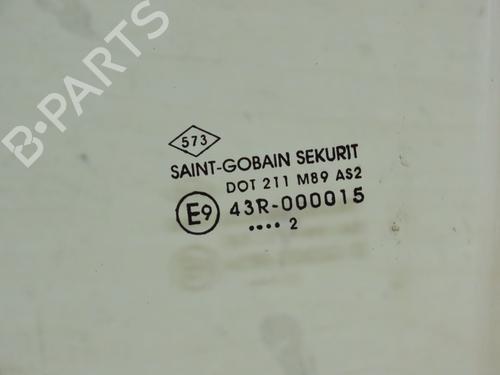 B-PARTS
573
SAINT-GOBAIN SEKURIT
DOT 211 M89 AS2
E9 43R-000015
•••• 2